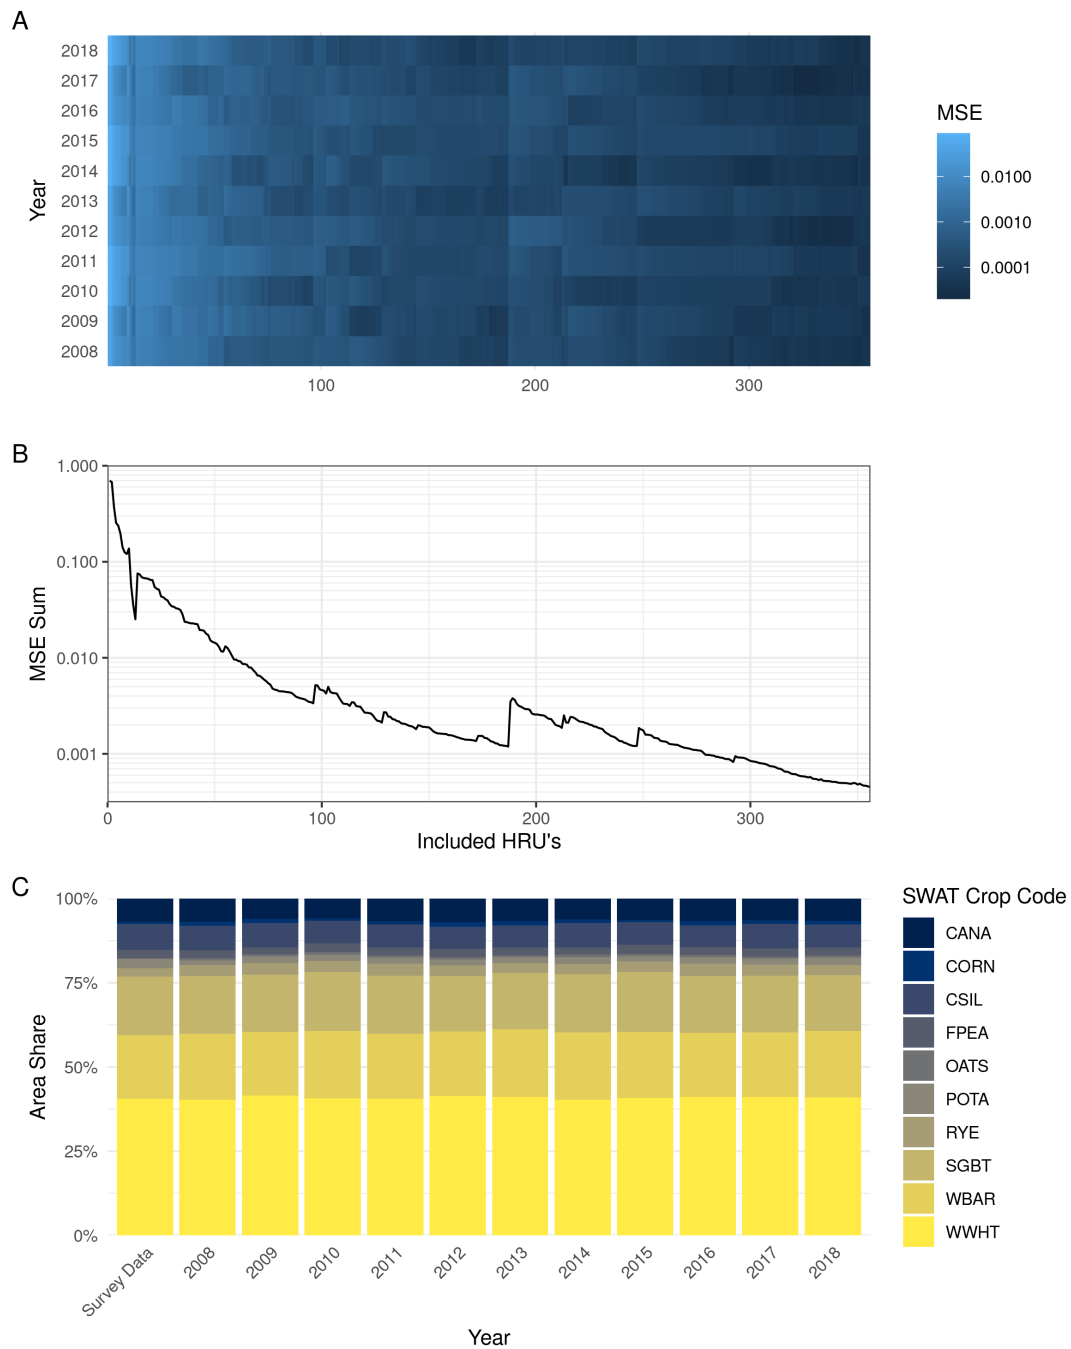 A
2018
2017
2016
2015
2014
2013
2012
2011
2010
2009
2008
Year
100
200
300
MSE
0.0100
0.0010
0.0001
B
1.000
0.100
0.010
0.001
MSE Sum
0
100
200
300
Included HRU's
C
100%
75%
50%
25%
0%
Area Share
Survey Data
2008
2009
2010
2011
2012
2013
2014
2015
2016
2017
2018
Year
SWAT Crop Code
CANA
CORN
CSIL
FPEA
OATS
POTA
RYE
SGBT
WBAR
WWHT